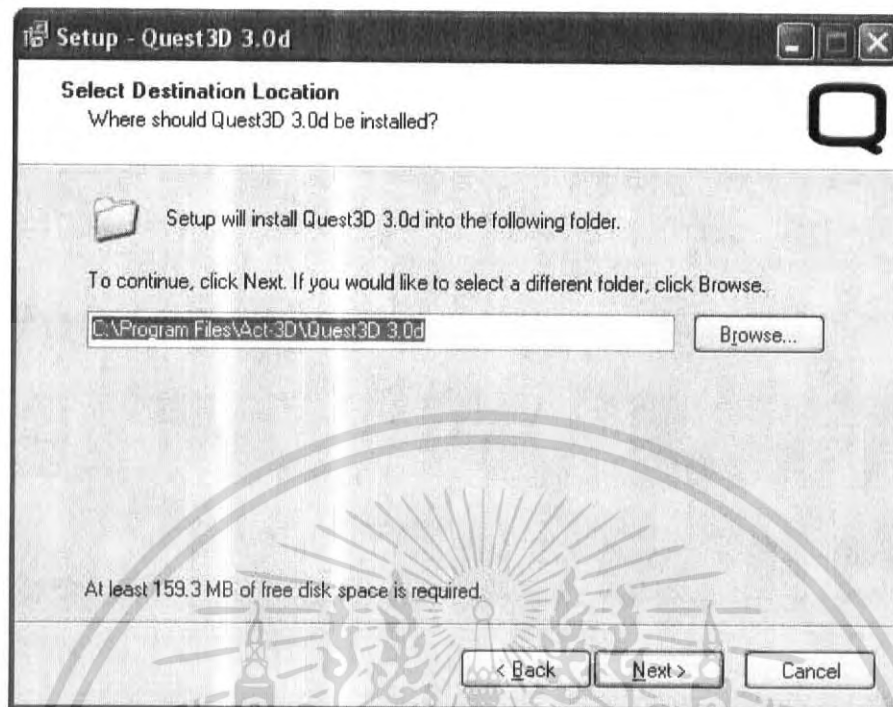 Setup - Quest3D 3.0d
Select Destination Location
Where should Quest3D 3.0d be installed?
Setup will install Quest3D 3.0d into the following folder.
To continue, click Next. If you would like to select a different folder, click Browse.
C:\Program Files\Act-3D\Quest3D 3.0d
Browse...
At least 159.3 MB of free disk space is required.
< Back
Next >
Cancel